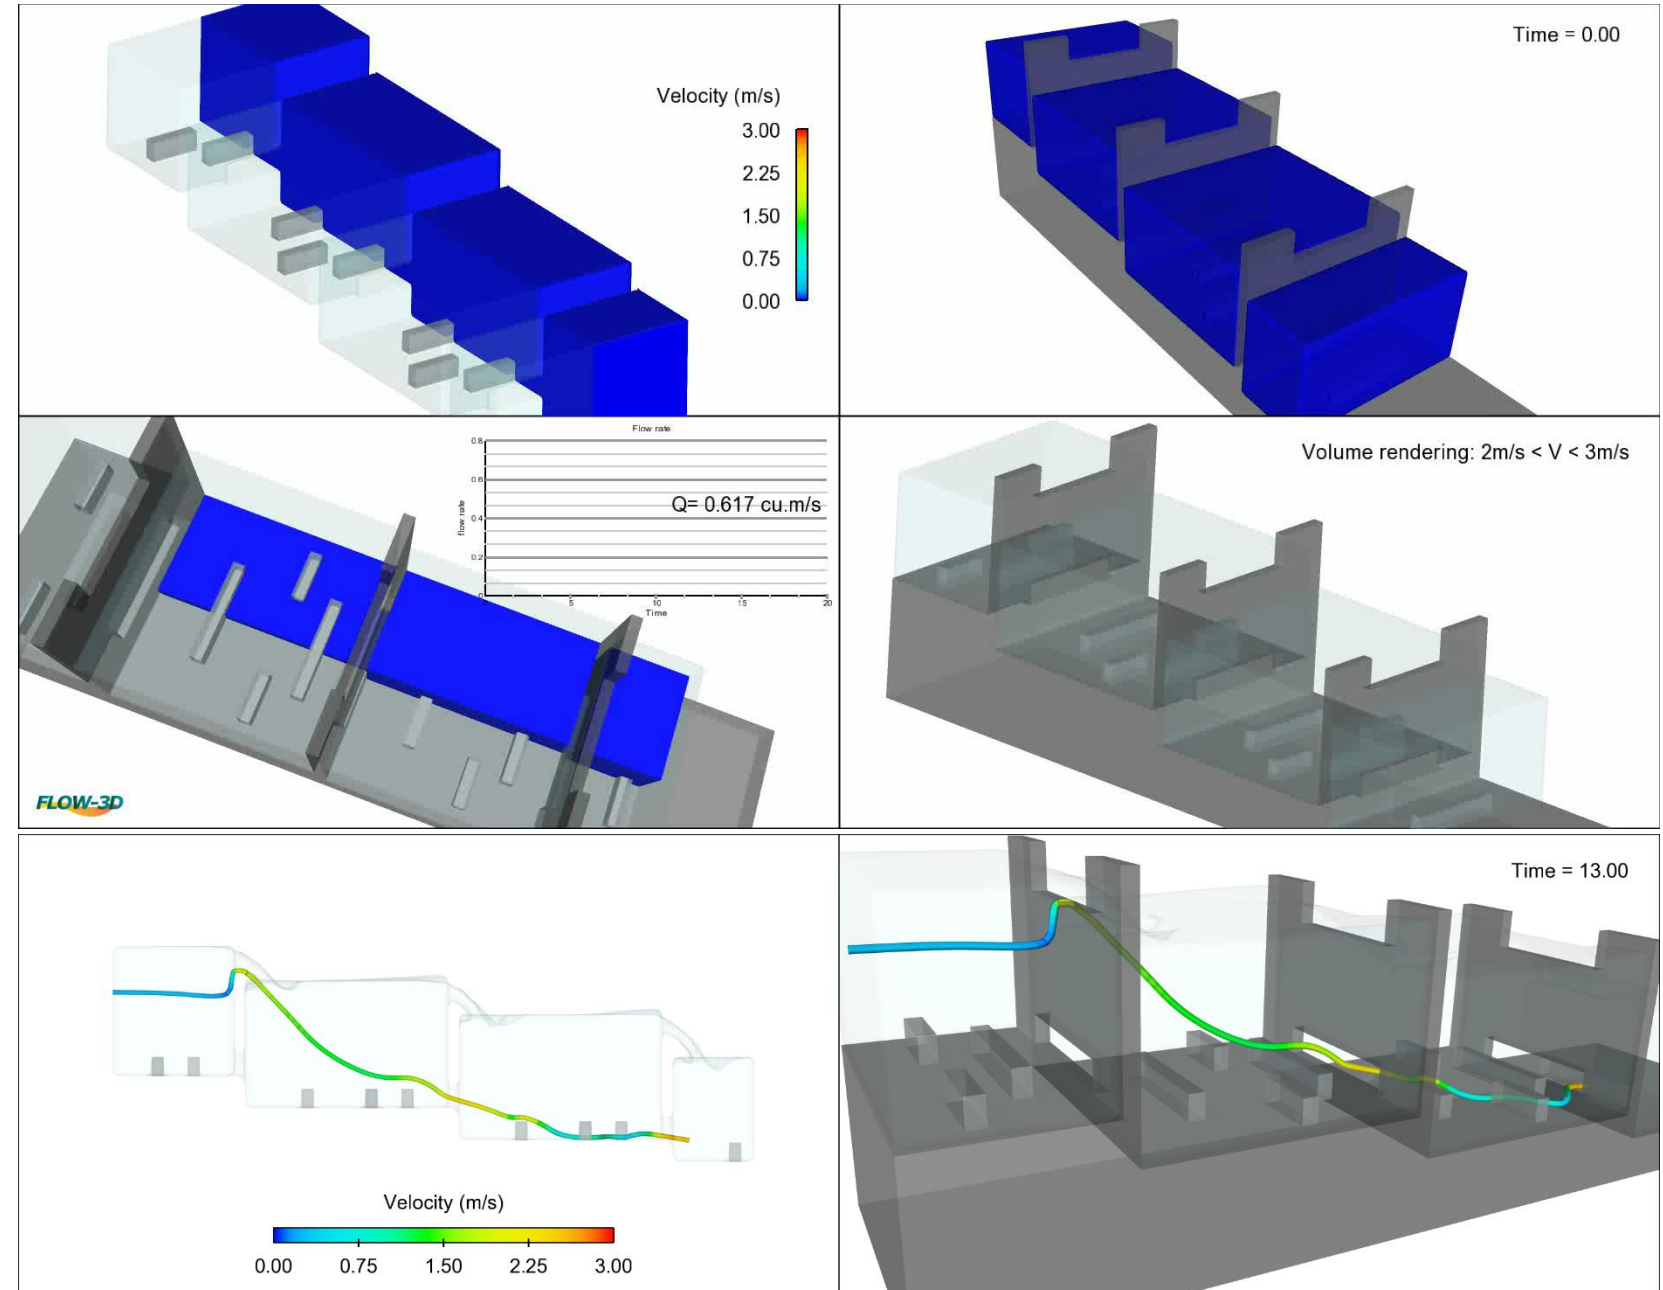 Velocity (m/s)
3.00
2.25
1.50
0.75
0.00
Time = 0.00
Flow rate
0.8
0.6
0.4
0.2
0
flow rate
Q= 0.617 cu.m/s
0
5
10
15
20
Time
FLOW-3D
Volume rendering: 2m/s < V < 3m/s
Velocity (m/s)
0.00 0.75 1.50 2.25 3.00
Time = 13.00